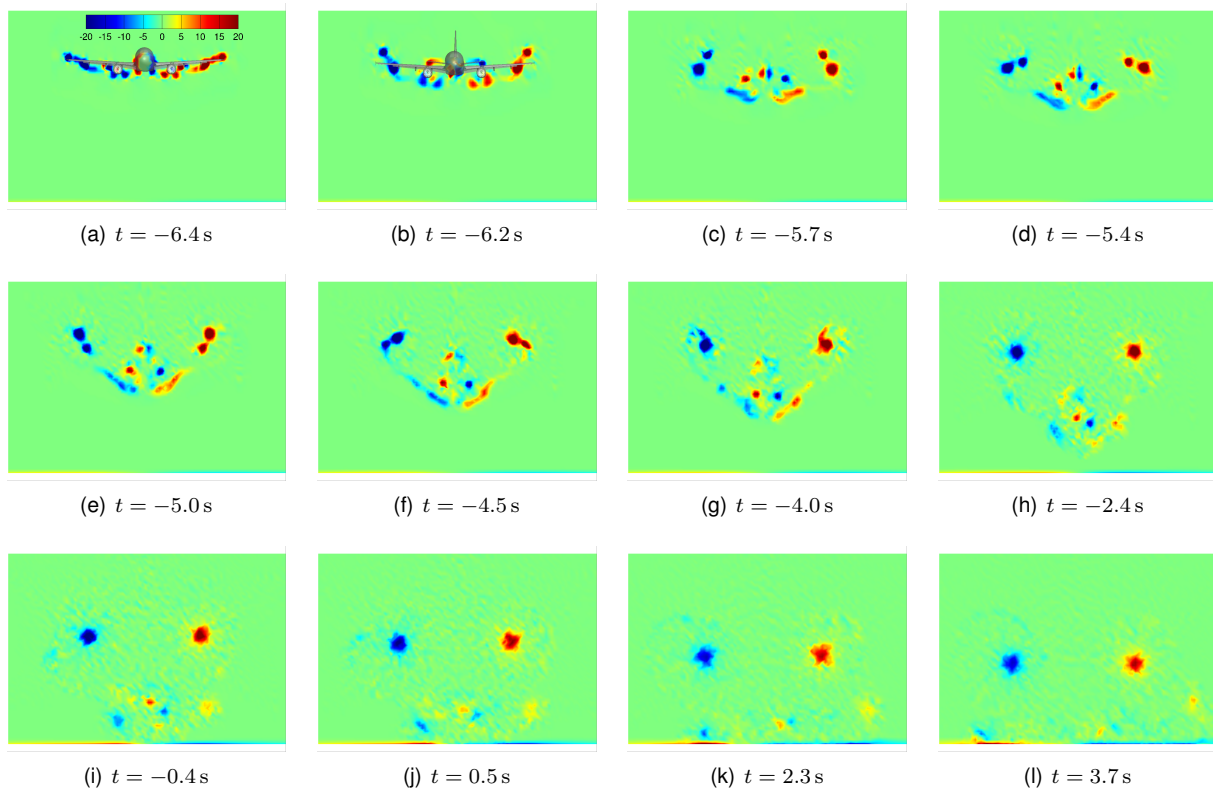 -20 -15 -10 -5 0 5 10 15 20
(a) t = −6.4 s
(b) t = −6.2 s
(c) t = −5.7 s
(d) t = −5.4 s
(e) t = −5.0 s
(f) t = −4.5 s
(g) t = −4.0 s
(h) t = −2.4 s
(i) t = −0.4 s
(j) t = 0.5 s
(k) t = 2.3 s
(l) t = 3.7 s